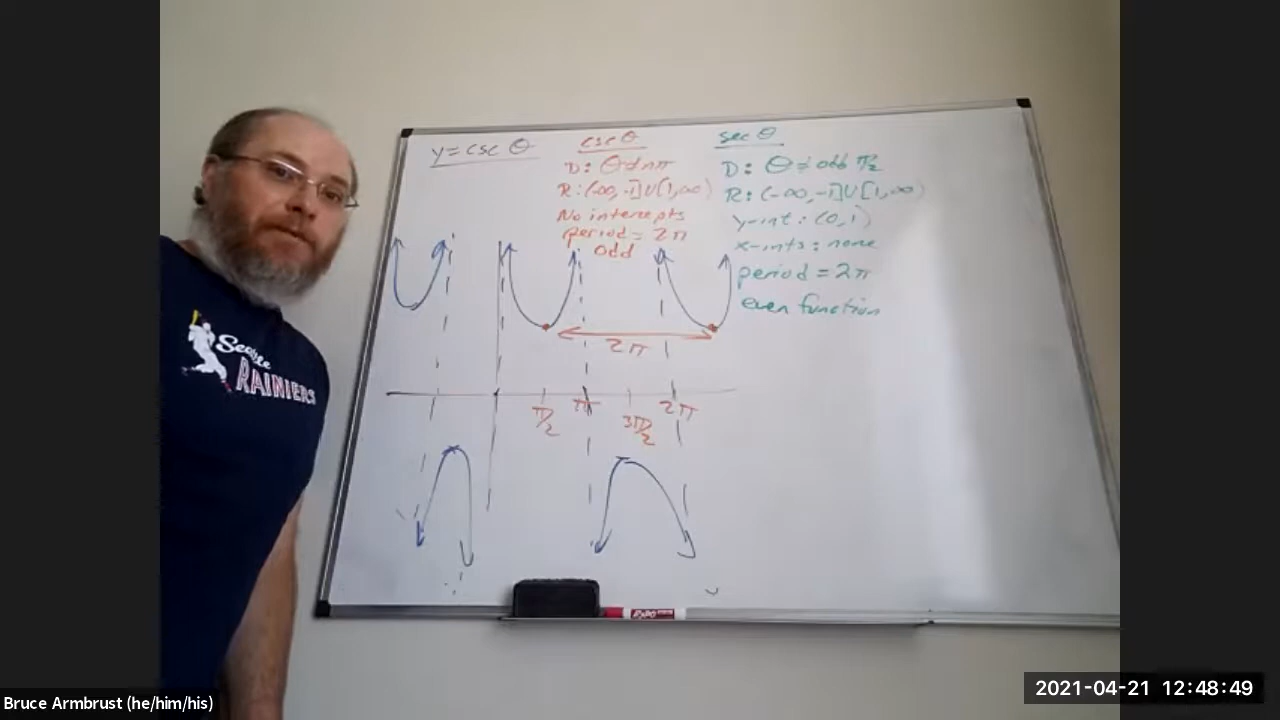 y = csc θ
csc θ
D: θ ≠ nπ
R: (-∞, -1] U [1, ∞)
No intercepts
period = 2π
odd
sec θ
D: θ ≠ odd π/2
R: (-∞, -1] U [1, ∞)
y-int: (0, 1)
x-ints: none
period = 2π
even function
2π
π/2
π
3π/2
2π
Seattle
RAINIERS
EXPO
Bruce Armbrust (he/him/his)
2021-04-21 12:48:49